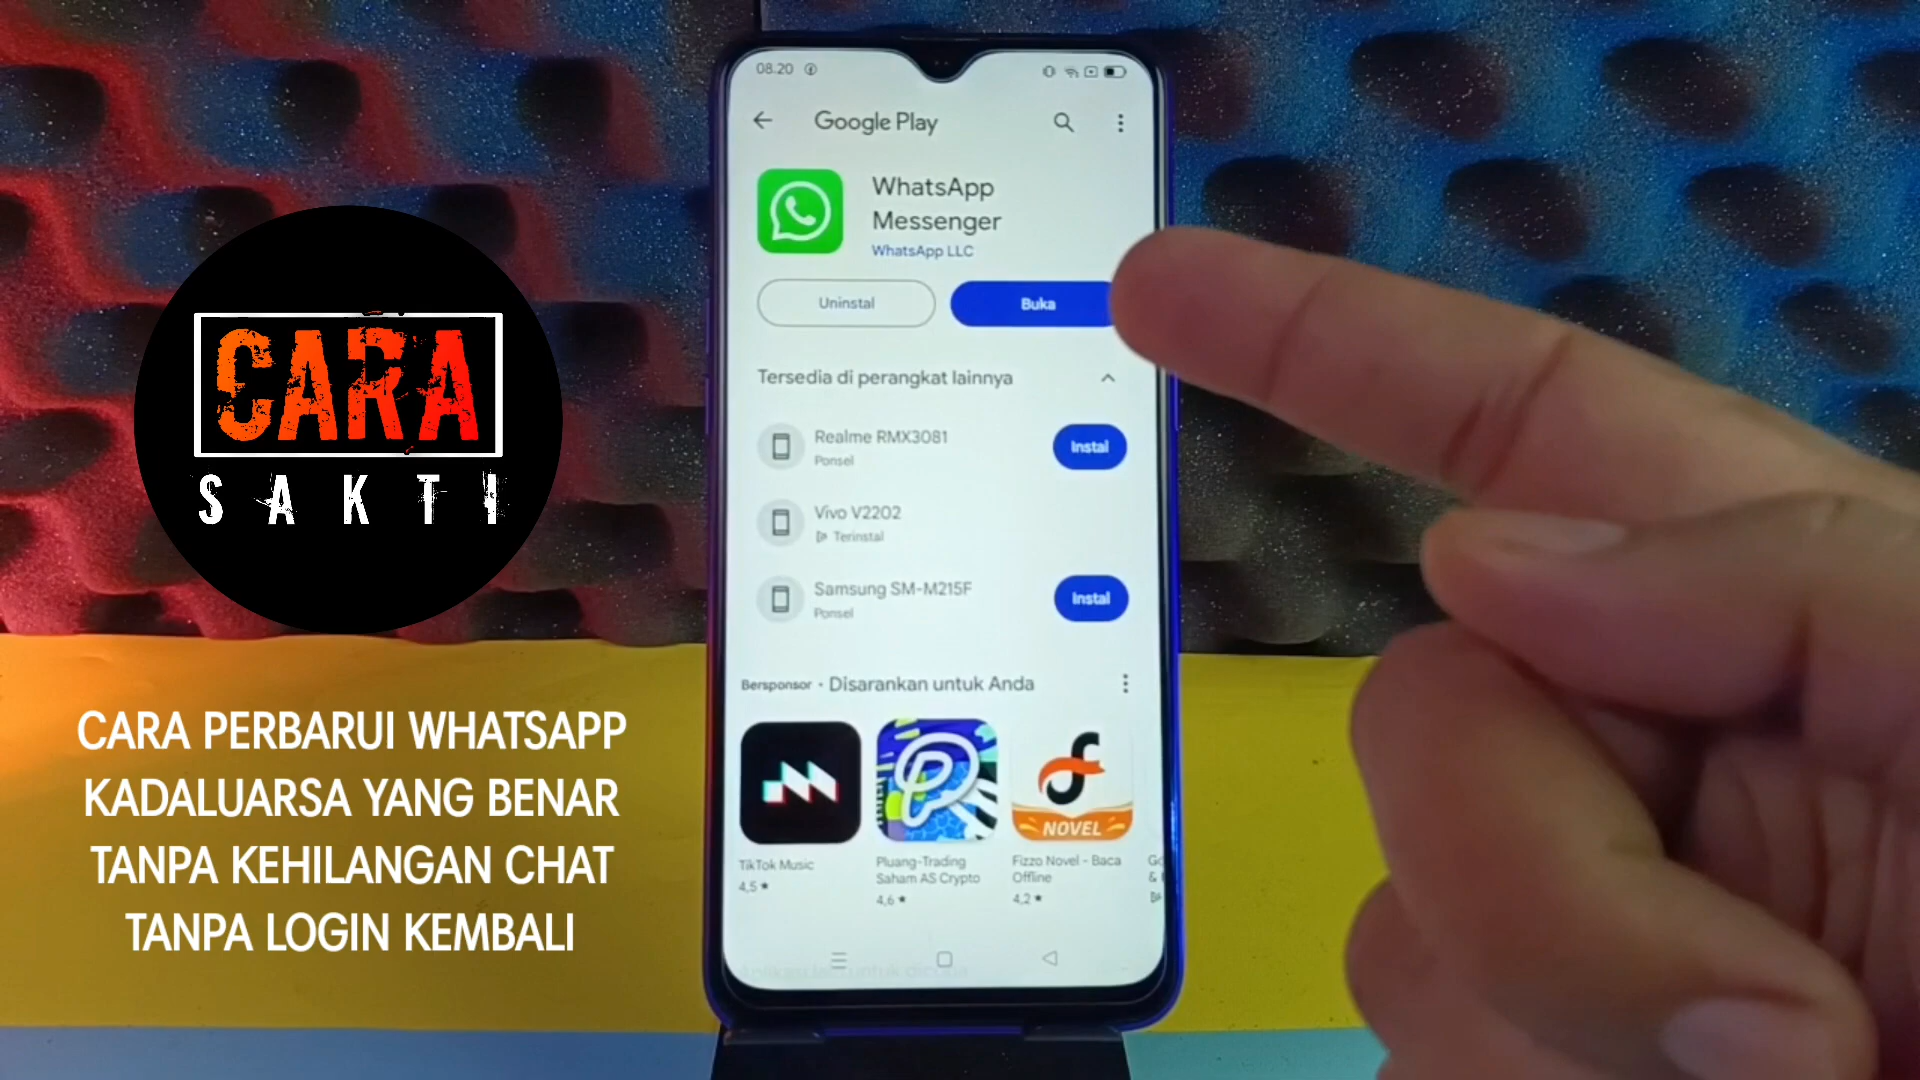 CARA
SAKTI
CARA PERBARUI WHATSAPP
KADALUARSA YANG BENAR
TANPA KEHILANGAN CHAT
TANPA LOGIN KEMBALI
08.20
Google Play
WhatsApp
Messenger
WhatsApp LLC
Uninstal
Buka
Tersedia di perangkat lainnya
Realme RMX3081
Ponsel
Instal
Vivo V2202
Terinstal
Samsung SM-M215F
Ponsel
Instal
Bersponsor • Disarankan untuk Anda
NOVEL
TikTok Music
4,5 ★
Pluang-Trading
Saham AS Crypto
4,6 ★
Fizzo Novel - Baca
Offline
4,2 ★